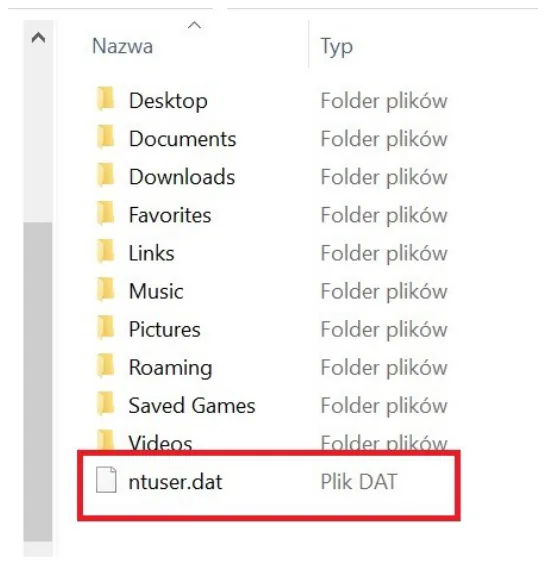 Nazwa Typ
Desktop Folder plików
Documents Folder plików
Downloads Folder plików
Favorites Folder plików
Links Folder plików
Music Folder plików
Pictures Folder plików
Roaming Folder plików
Saved Games Folder plików
Videos Folder plików
ntuser.dat Plik DAT